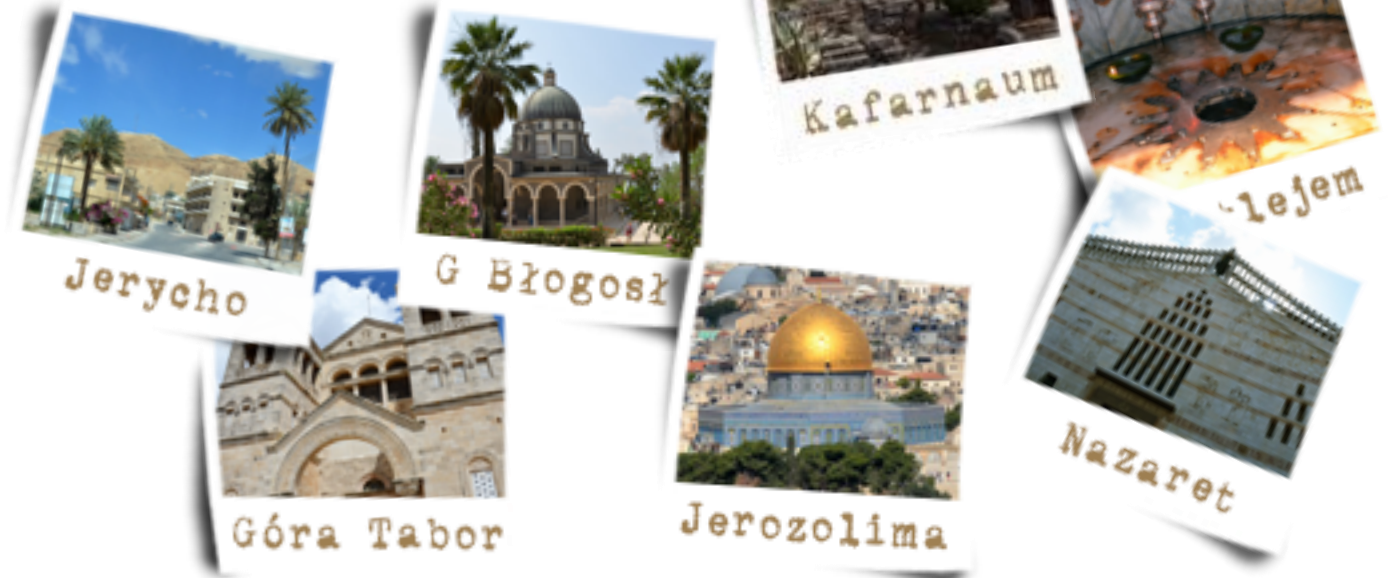 Kafarnaum
lejem
Jerycho
G Błogosł
Nazaret
Góra Tabor
Jerozolima